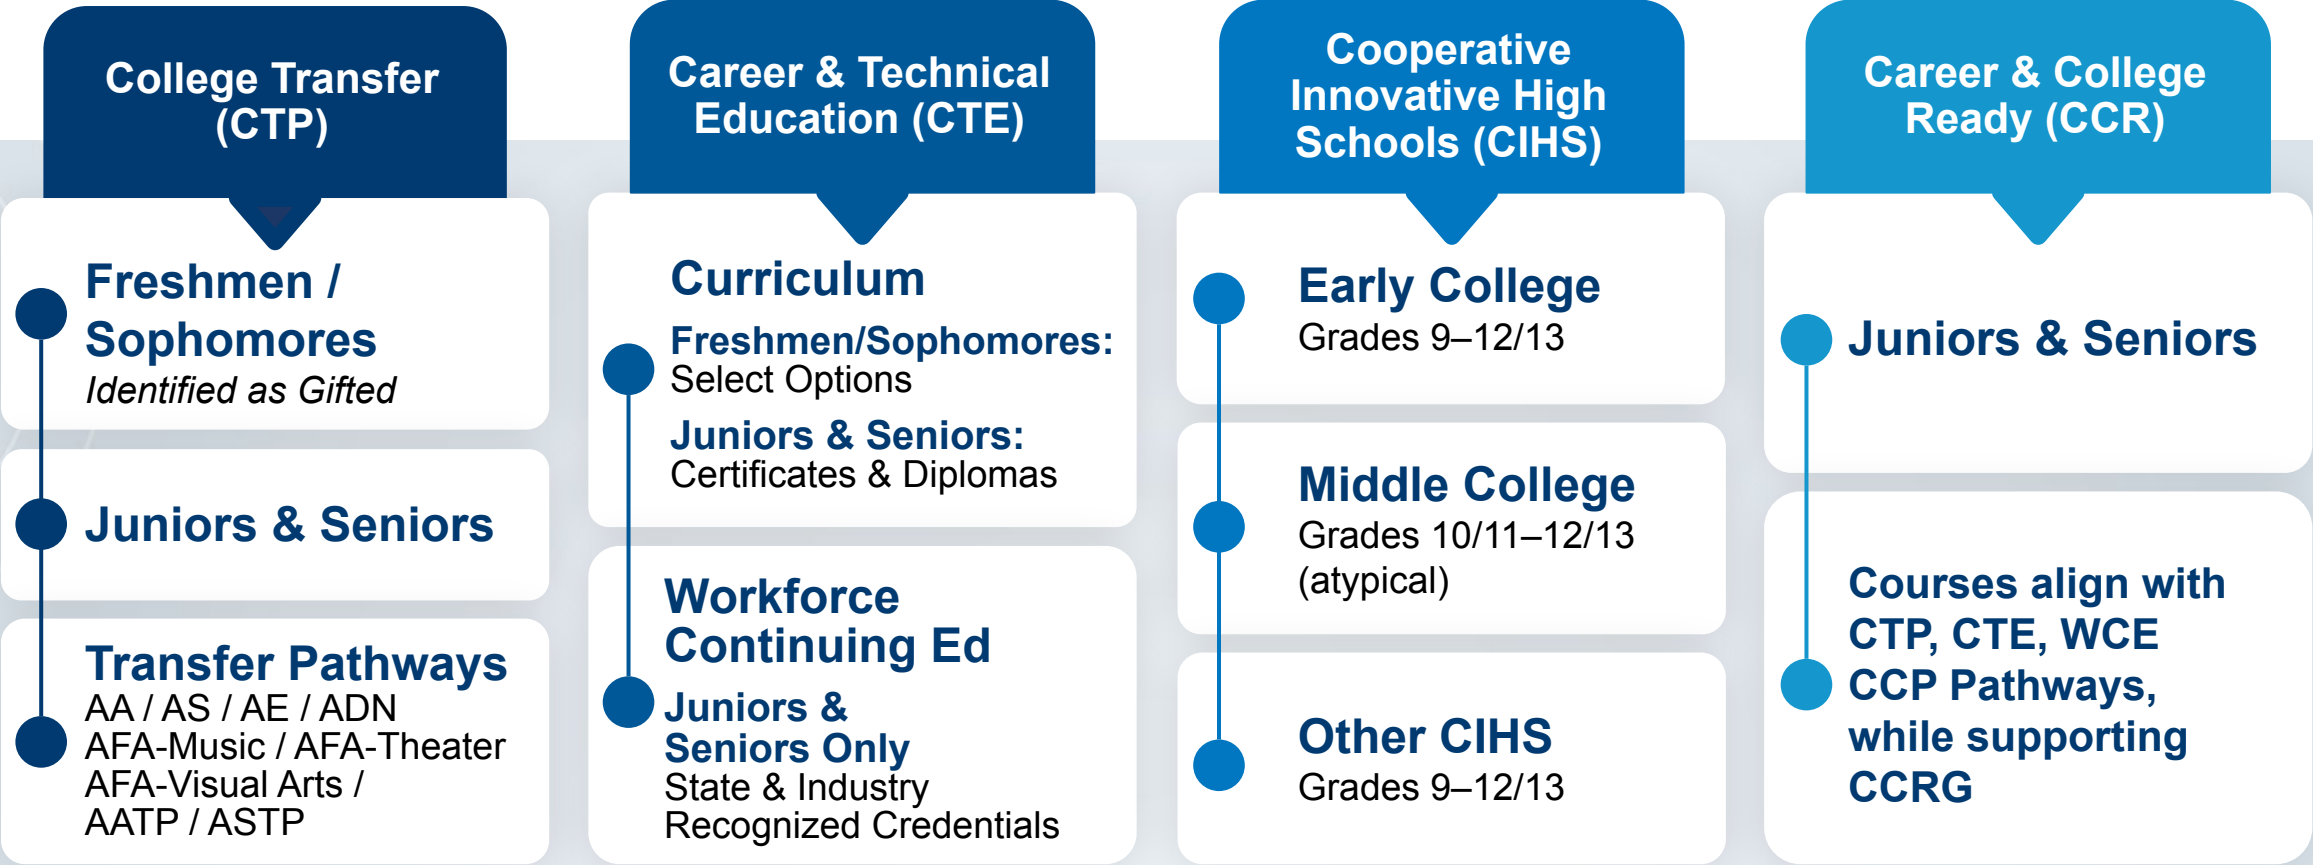 College Transfer
(CTP)
Freshmen /
Sophomores
Identified as Gifted
Juniors & Seniors
Transfer Pathways
AA / AS / AE / ADN
AFA-Music / AFA-Theater
AFA-Visual Arts /
AATP / ASTP
Career & Technical
Education (CTE)
Curriculum
Freshmen/Sophomores:
Select Options
Juniors & Seniors:
Certificates & Diplomas
Workforce
Continuing Ed
Juniors &
Seniors Only
State & Industry
Recognized Credentials
Cooperative
Innovative High
Schools (CIHS)
Early College
Grades 9–12/13
Middle College
Grades 10/11–12/13
(atypical)
Other CIHS
Grades 9–12/13
Career & College
Ready (CCR)
Juniors & Seniors
Courses align with
CTP, CTE, WCE
CCP Pathways,
while supporting
CCRG